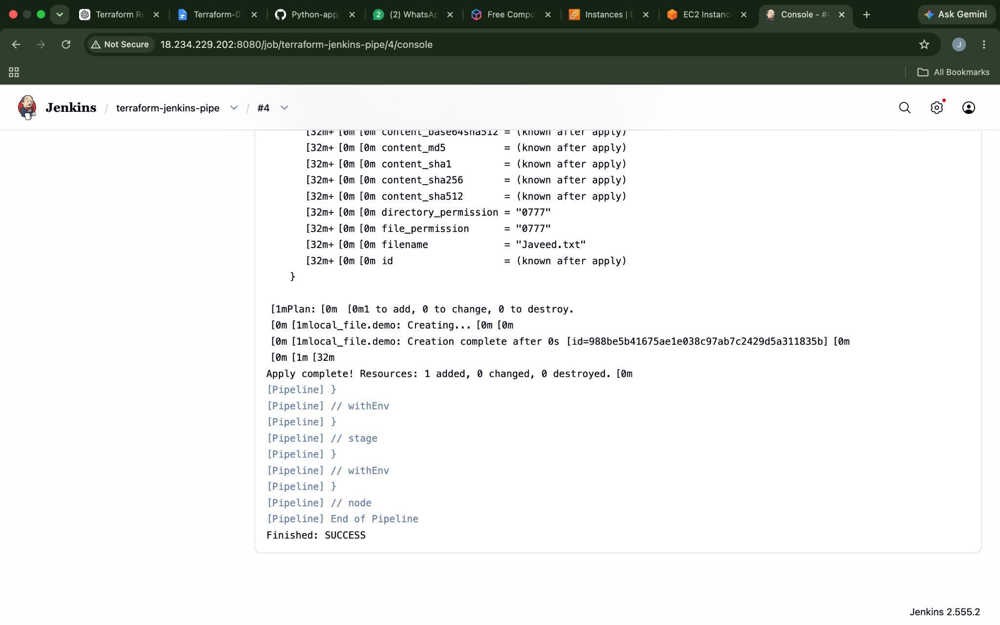 Terraform Re
Terraform-02
Python-app/
2
(2) WhatsAp
Free Compu
Instances | E
EC2 Instanc
Console - #4
Ask Gemini
Not Secure
18.234.229.202:8080/job/terraform-jenkins-pipe/4/console
J
All Bookmarks
Jenkins / terraform-jenkins-pipe / #4
[32m+ [0m [0m content_base64sha512 = (known after apply)
[32m+ [0m [0m content_md5 = (known after apply)
[32m+ [0m [0m content_sha1 = (known after apply)
[32m+ [0m [0m content_sha256 = (known after apply)
[32m+ [0m [0m content_sha512 = (known after apply)
[32m+ [0m [0m directory_permission = "0777"
[32m+ [0m [0m file_permission = "0777"
[32m+ [0m [0m filename = "Javeed.txt"
[32m+ [0m [0m id = (known after apply)
}
[1mPlan: [0m [0m1 to add, 0 to change, 0 to destroy.
[0m [1mlocal_file.demo: Creating... [0m [0m
[0m [1mlocal_file.demo: Creation complete after 0s [id=988be5b41675ae1e038c97ab7c2429d5a311835b] [0m
[0m [1m [32m
Apply complete! Resources: 1 added, 0 changed, 0 destroyed. [0m
[Pipeline] }
[Pipeline] // withEnv
[Pipeline] }
[Pipeline] // stage
[Pipeline] }
[Pipeline] // withEnv
[Pipeline] }
[Pipeline] // node
[Pipeline] End of Pipeline
Finished: SUCCESS
Jenkins 2.555.2